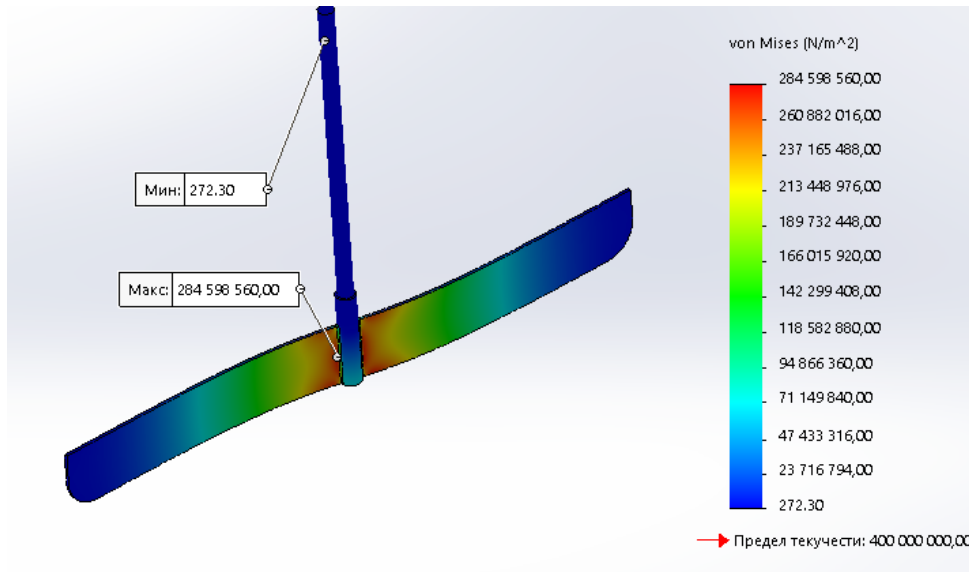 von Mises (N/m^2)
284 598 560,00
260 882 016,00
237 165 488,00
213 448 976,00
189 732 448,00
166 015 920,00
142 299 408,00
118 582 880,00
94 866 360,00
71 149 840,00
47 433 316,00
23 716 794,00
272.30
Предел текучести: 400 000 000,00
Мин: 272.30
Макс: 284 598 560,00